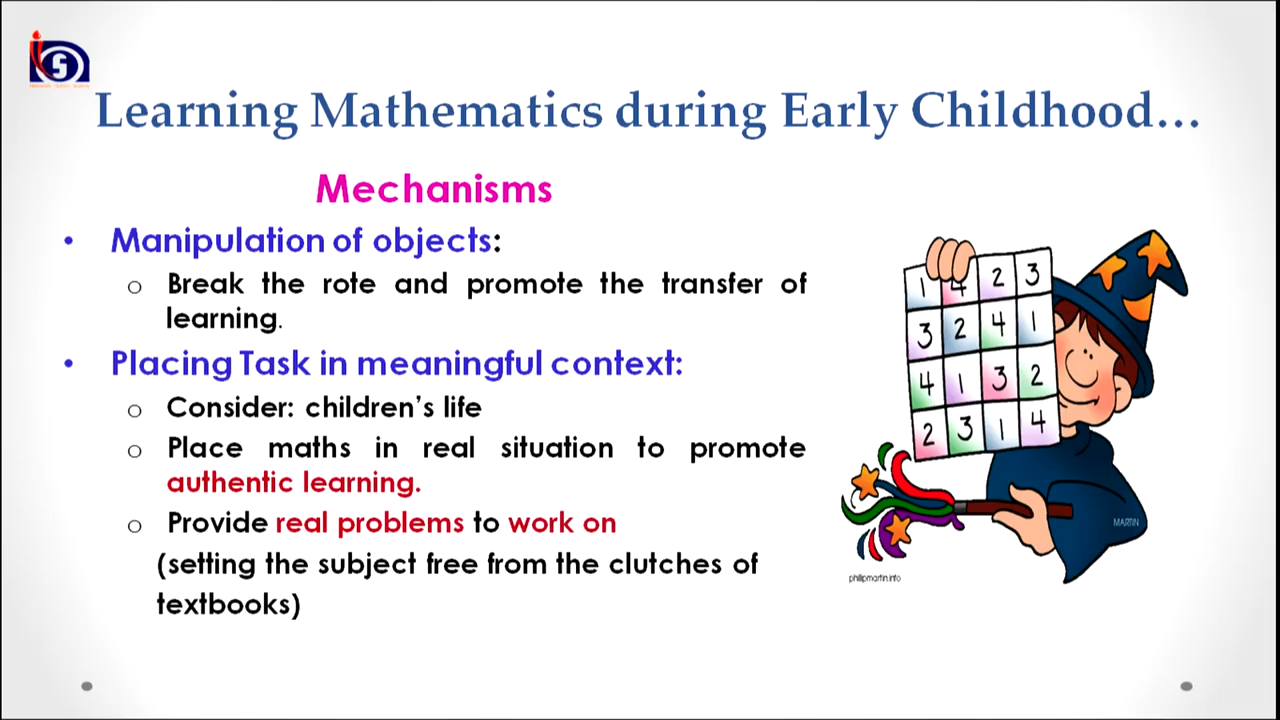 Learning Mathematics during Early Childhood...
Mechanisms
• Manipulation of objects:
o Break the rote and promote the transfer of
learning.
• Placing Task in meaningful context:
o Consider: children's life
o Place maths in real situation to promote
authentic learning.
o Provide real problems to work on
(setting the subject free from the clutches of
textbooks)
1 4 2 3
3 2 4 1
4 1 3 2
2 3 1 4
MARTIN
philipmartin.info